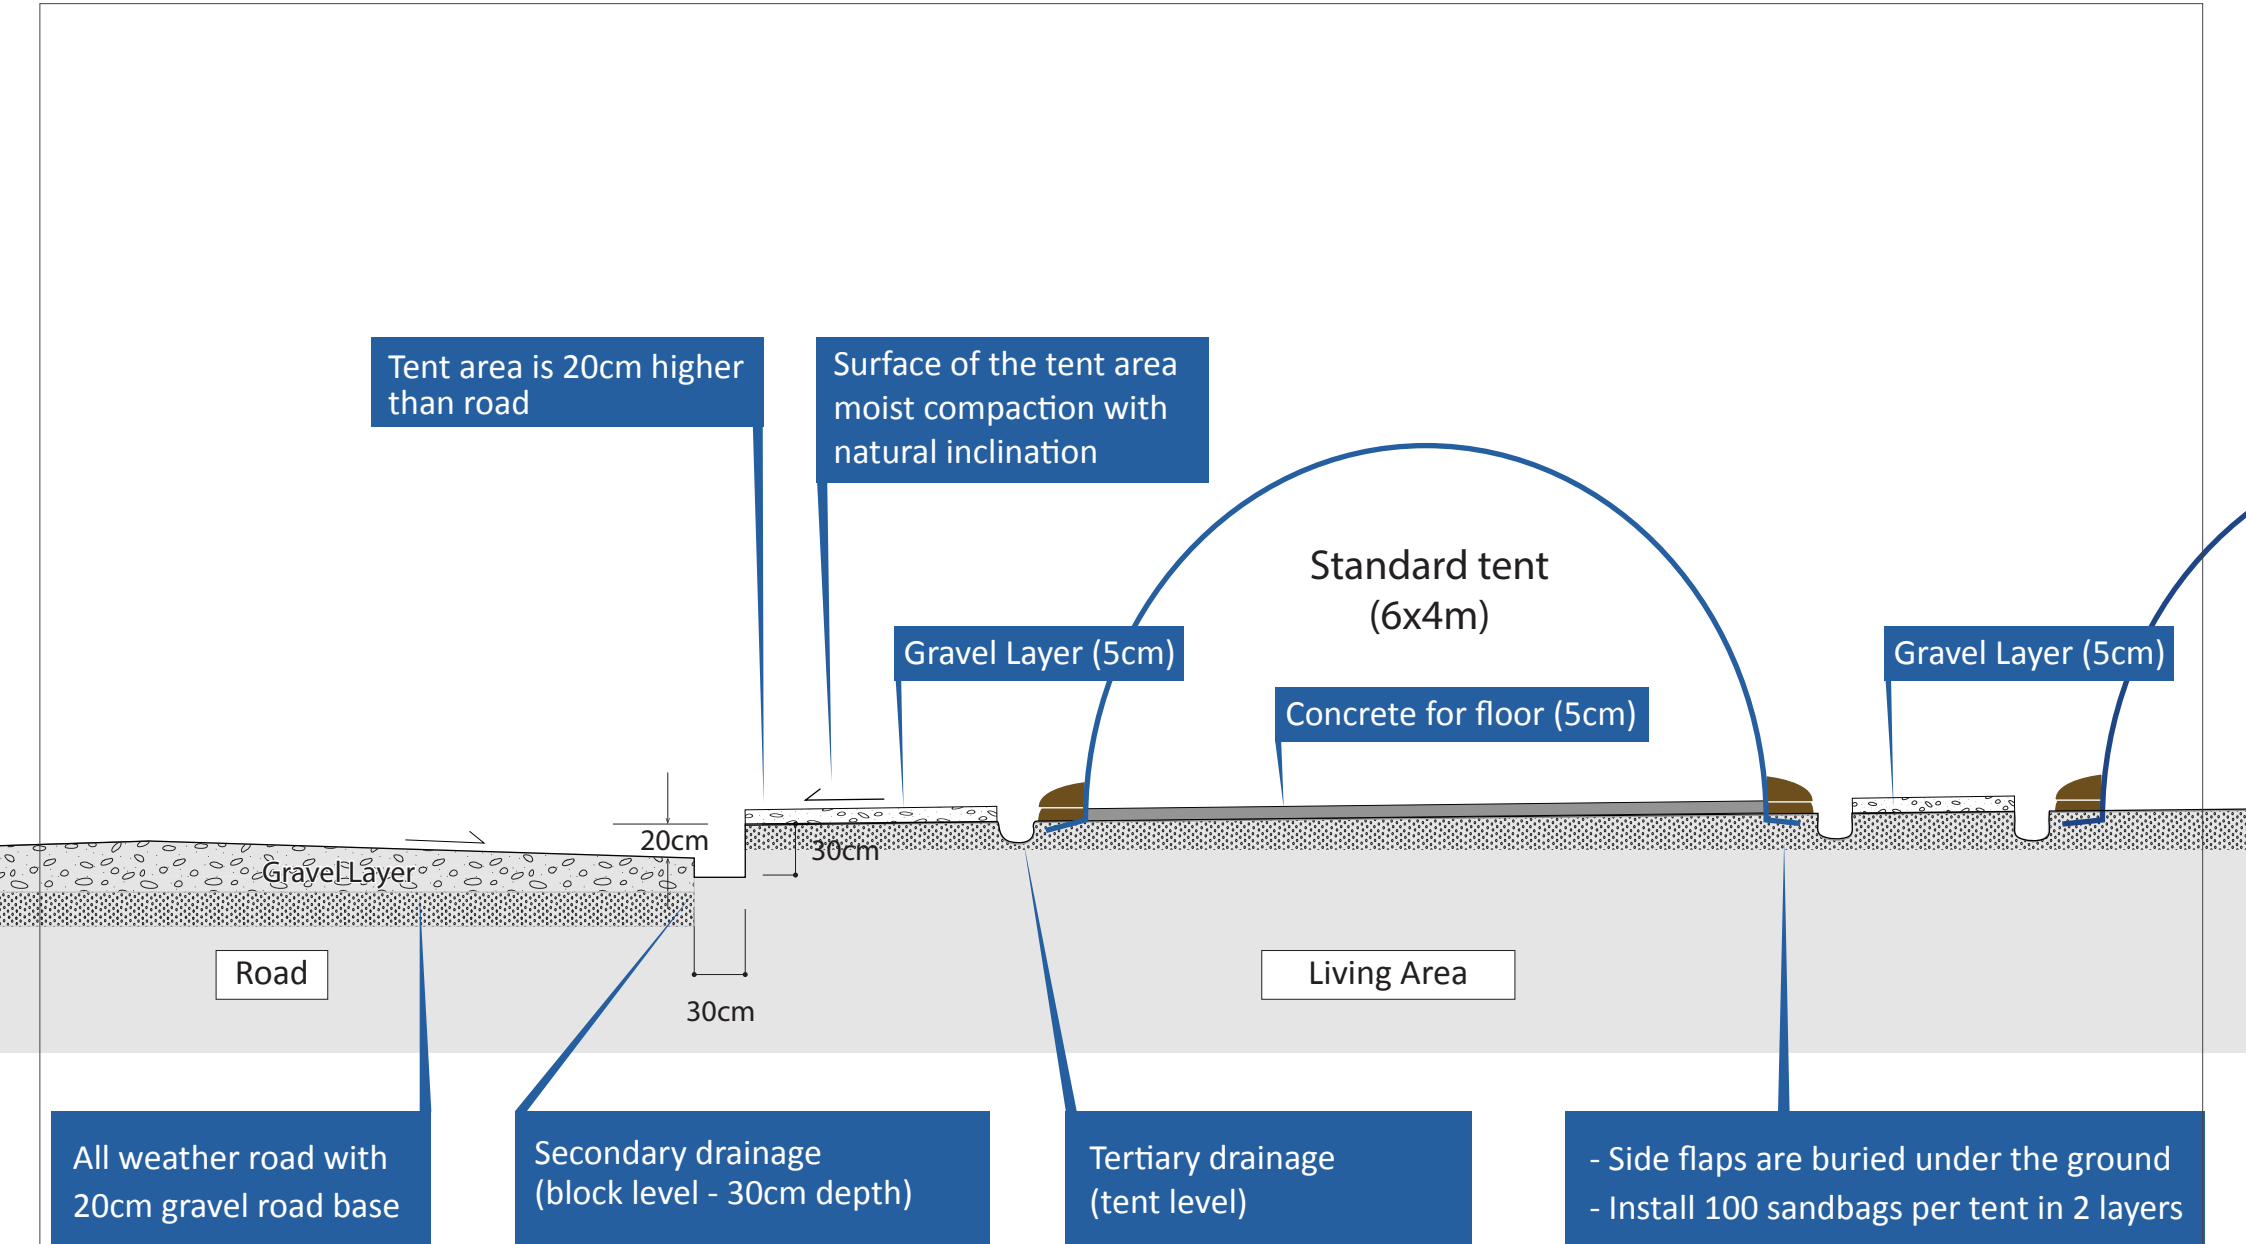 Tent area is 20cm higher
than road
Surface of the tent area
moist compaction with
natural inclination
Standard tent
(6x4m)
Gravel Layer (5cm)
Gravel Layer (5cm)
Concrete for floor (5cm)
20cm
30cm
Gravel Layer
Road
Living Area
30cm
All weather road with
20cm gravel road base
Secondary drainage
(block level - 30cm depth)
Tertiary drainage
(tent level)
- Side flaps are buried under the ground
- Install 100 sandbags per tent in 2 layers